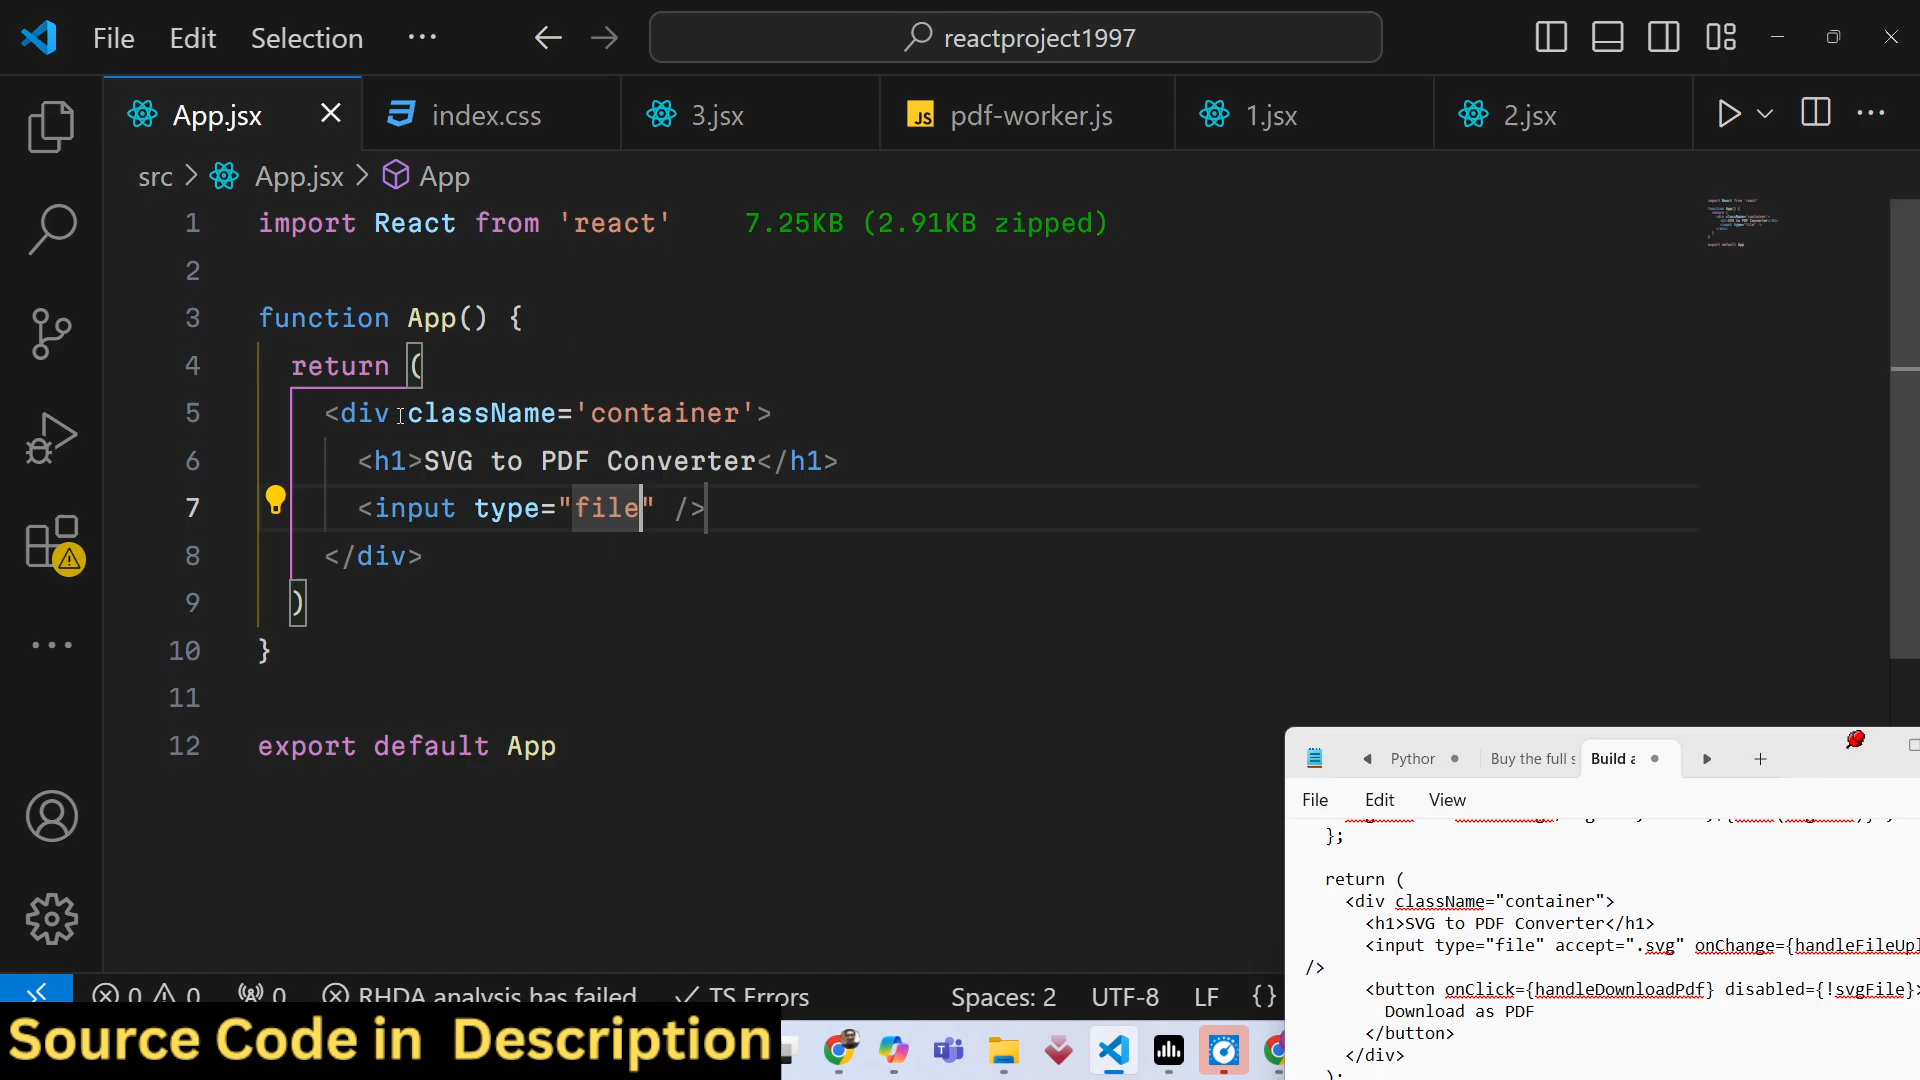 File Edit Selection ... reactproject1997
App.jsx index.css 3.jsx JS pdf-worker.js 1.jsx 2.jsx
src > App.jsx > App
1 import React from 'react' 7.25KB (2.91KB zipped)
2
3 function App() {
4 return (
5 <div className='container'>
6 <h1>SVG to PDF Converter</h1>
7 <input type="file" />
8 </div>
9 )
10 }
11
12 export default App
Python Buy the full s Build a
File Edit View
};
return (
<div className="container">
<h1>SVG to PDF Converter</h1>
<input type="file" accept=".svg" onChange={handleFileUpl
/>
<button onClick={handleDownloadPdf} disabled={!svgFile}>
Download as PDF
</button>
</div>
);
0 0 0 RHDA analysis has failed TS Errors Spaces: 2 UTF-8 LF {}
Source Code in Description